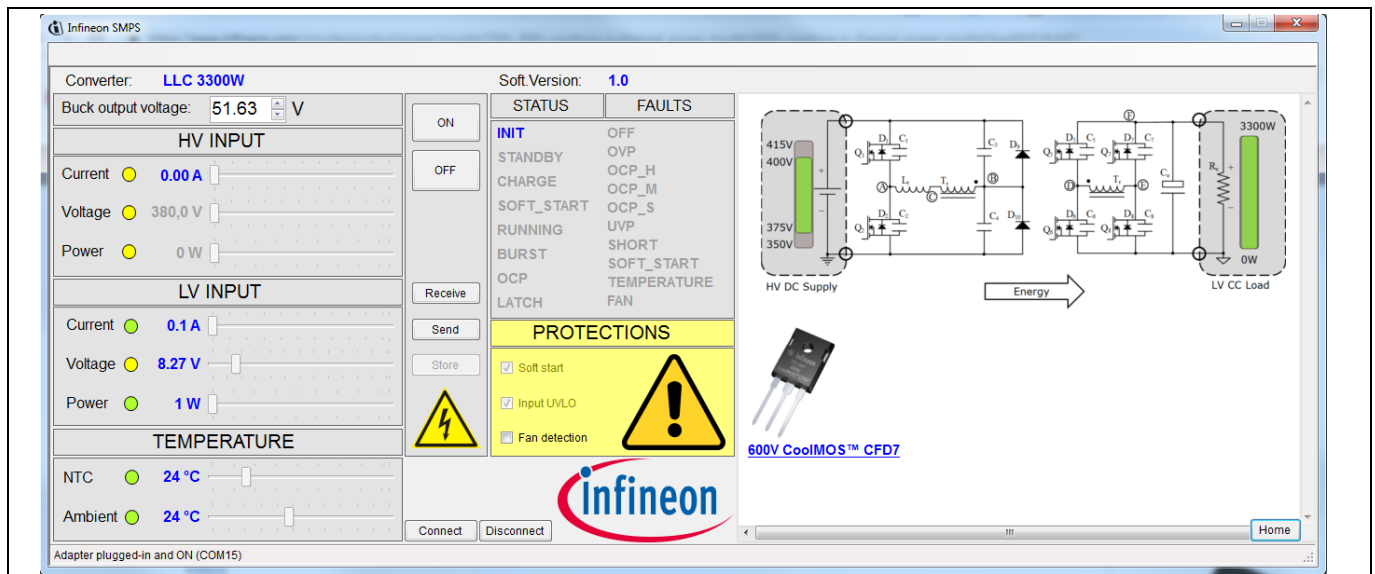 Infineon SMPS
Converter: LLC 3300W Soft.Version: 1.0
Buck output voltage: 51.63 V
HV INPUT
Current 0.00 A
Voltage 380,0 V
Power 0 W
LV INPUT
Current 0.1 A
Voltage 8.27 V
Power 1 W
TEMPERATURE
NTC 24 °C
Ambient 24 °C
ON
OFF
Receive
Send
Store
Connect
Disconnect
STATUS FAULTS
INIT OFF
STANDBY OVP
CHARGE OCP_H
SOFT_START OCP_M
RUNNING OCP_S
BURST UVP
OCP SHORT
LATCH SOFT_START
TEMPERATURE
FAN
PROTECTIONS
Soft start
Input UVLO
Fan detection
infineon
415V
400V
375V
350V
HV DC Supply
A
B
C
D
E
F
Energy
3300W
0W
LV CC Load
600V CoolMOS™ CFD7
Home
Adapter plugged-in and ON (COM15)